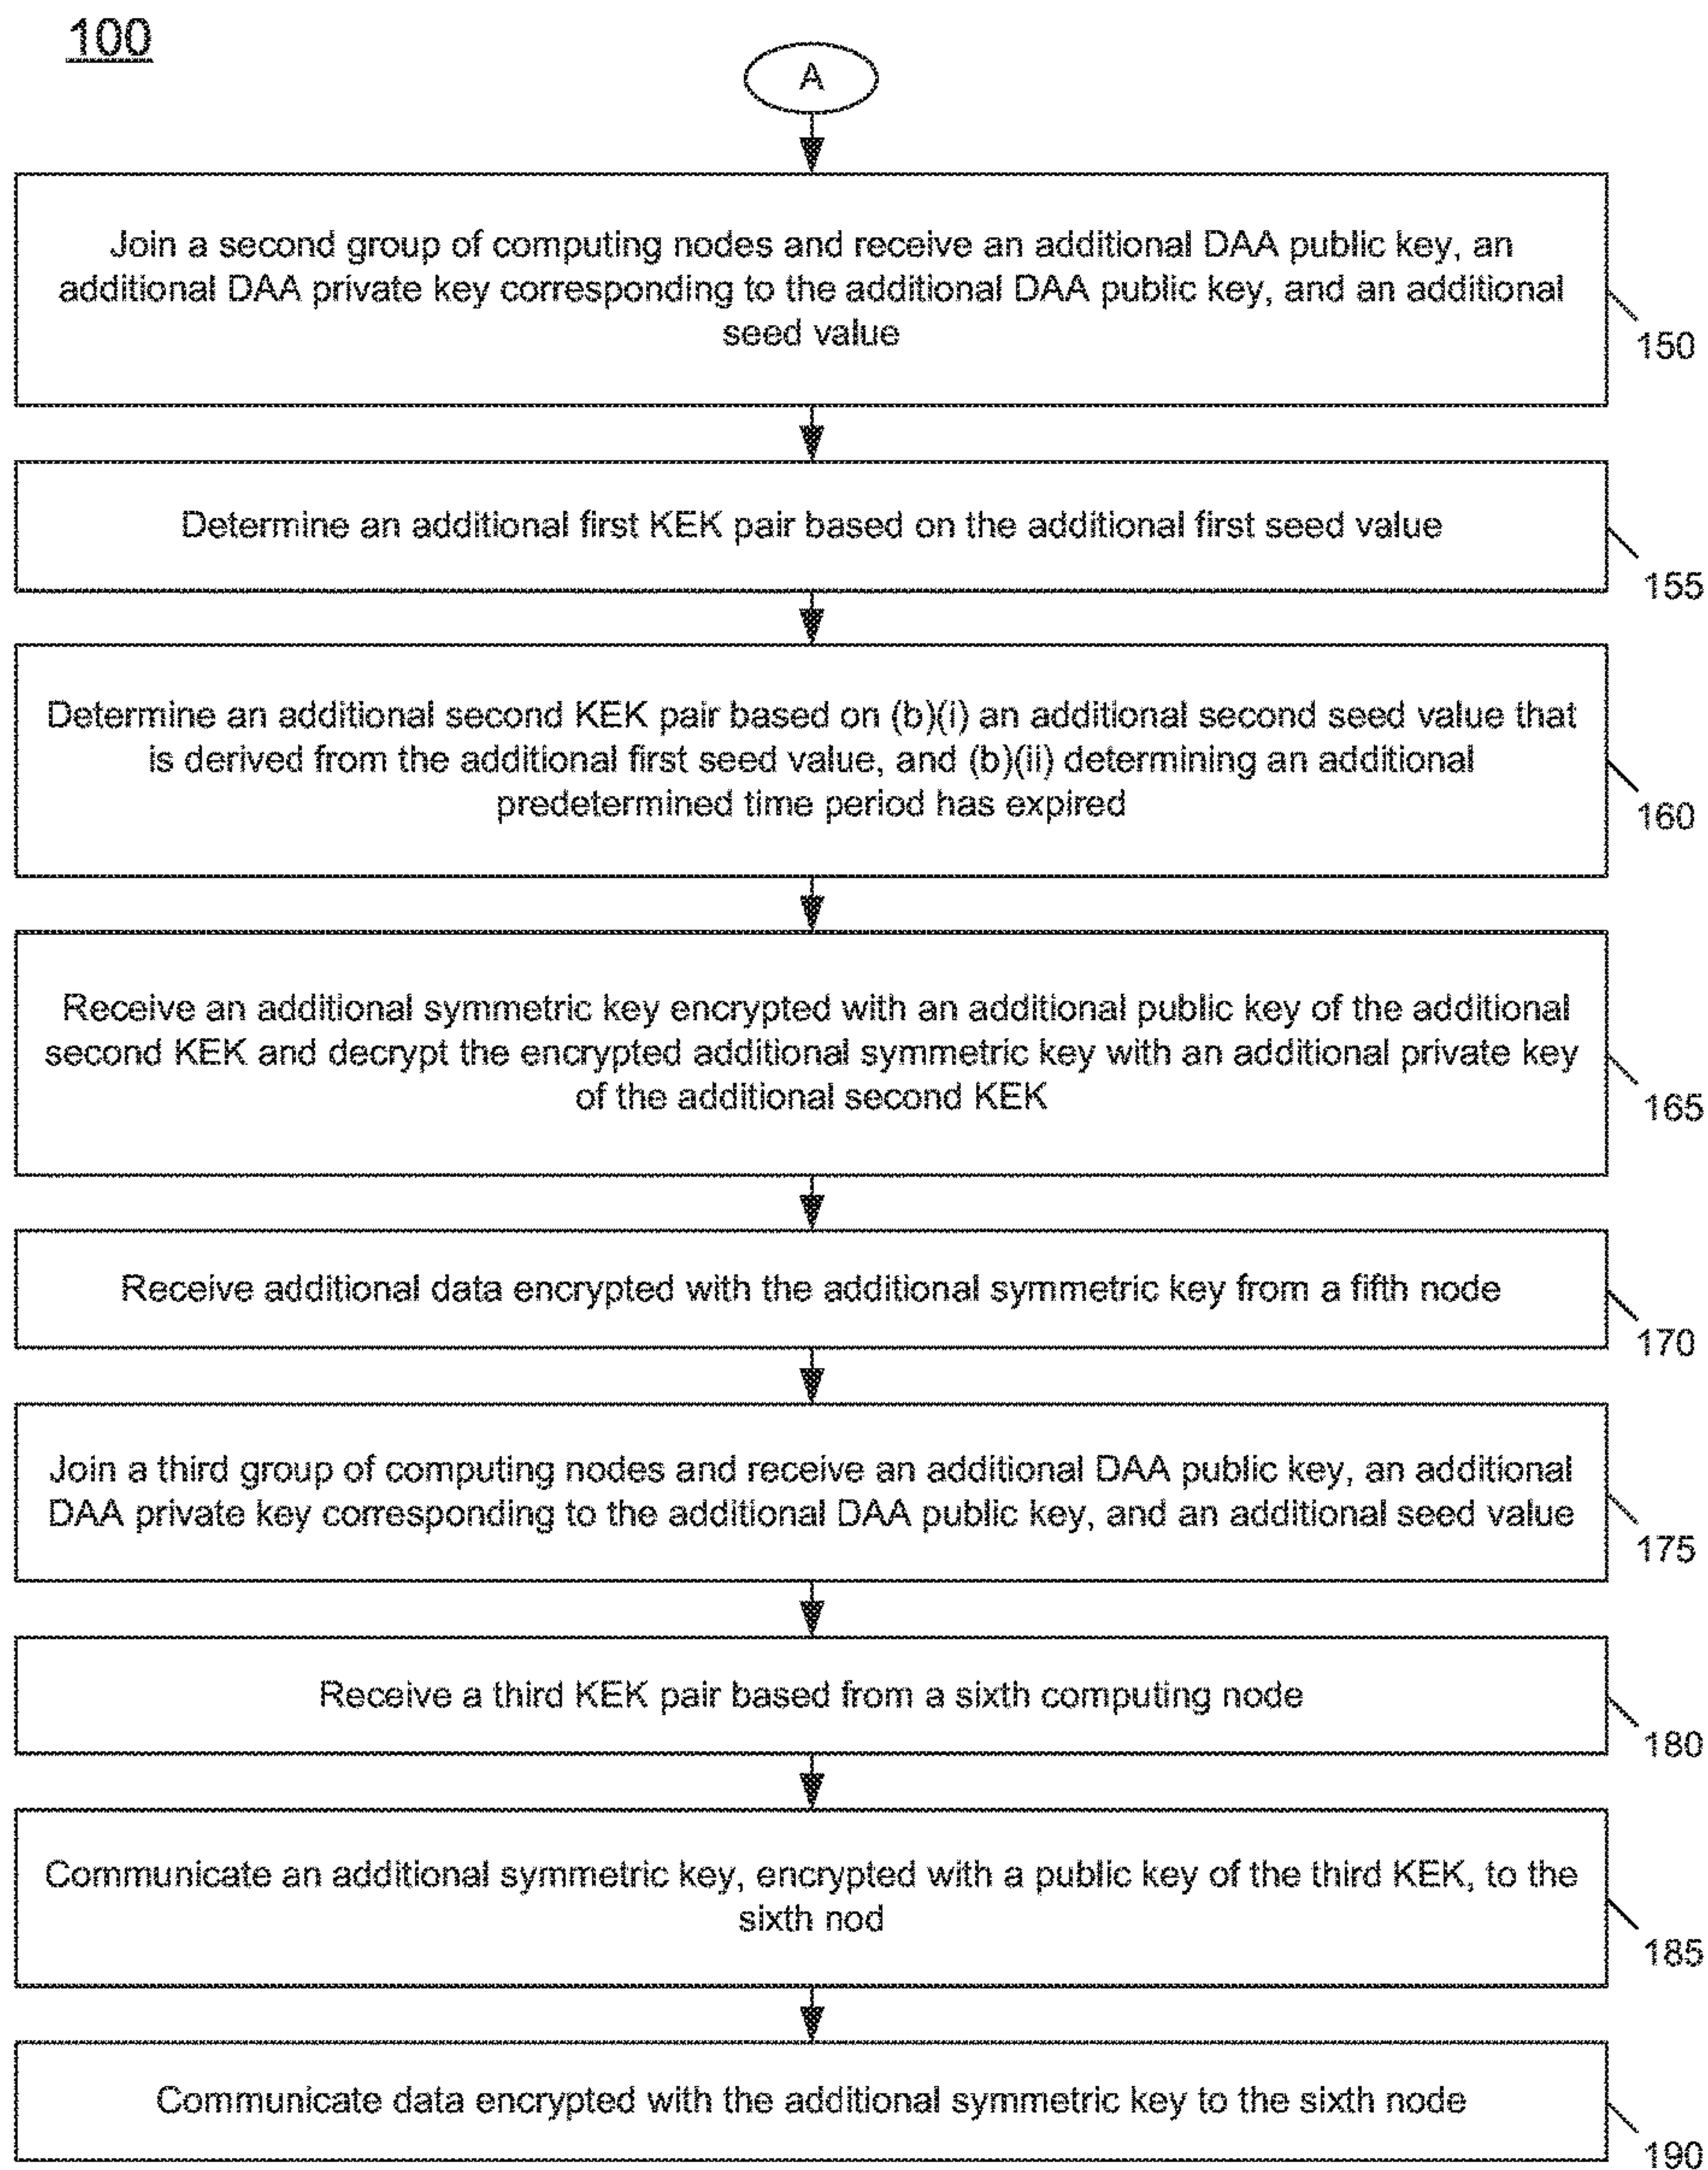 100
A
Join a second group of computing nodes and receive an additional DAA public key, an
additional DAA private key corresponding to the additional DAA public key, and an additional
seed value
150
Determine an additional first KEK pair based on the additional first seed value
155
Determine an additional second KEK pair based on (b)(i) an additional second seed value that
is derived from the additional first seed value, and (b)(ii) determining an additional
predetermined time period has expired
160
Receive an additional symmetric key encrypted with an additional public key of the additional
second KEK and decrypt the encrypted additional symmetric key with an additional private key
of the additional second KEK
165
Receive additional data encrypted with the additional symmetric key from a fifth node
170
Join a third group of computing nodes and receive an additional DAA public key, an additional
DAA private key corresponding to the additional DAA public key, and an additional seed value
175
Receive a third KEK pair based from a sixth computing node
180
Communicate an additional symmetric key, encrypted with a public key of the third KEK, to the
sixth nod
185
Communicate data encrypted with the additional symmetric key to the sixth node
190